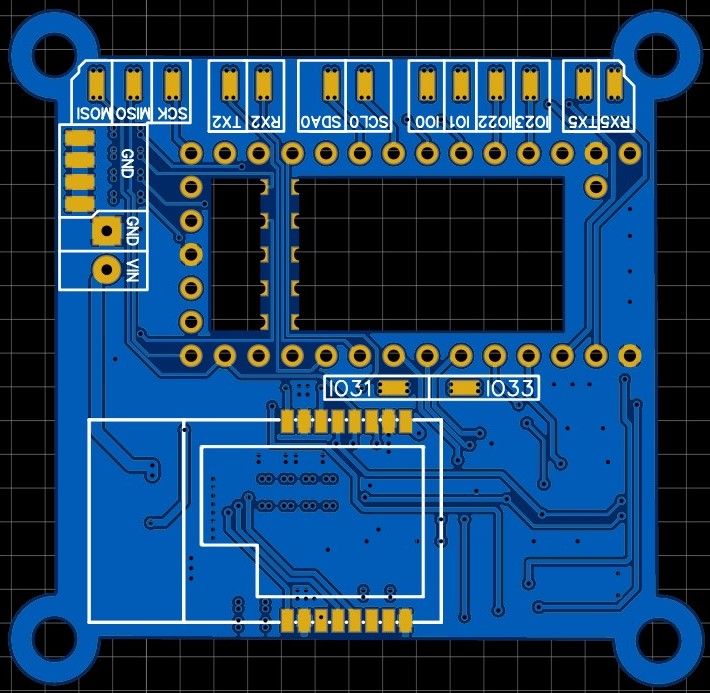 MOSI MISO SCK TX2 RX2 SDA0 SCL0 IO0 IO1 IO22 IO23 TX5 RX5
GND
GND
VIN
IO31 IO33